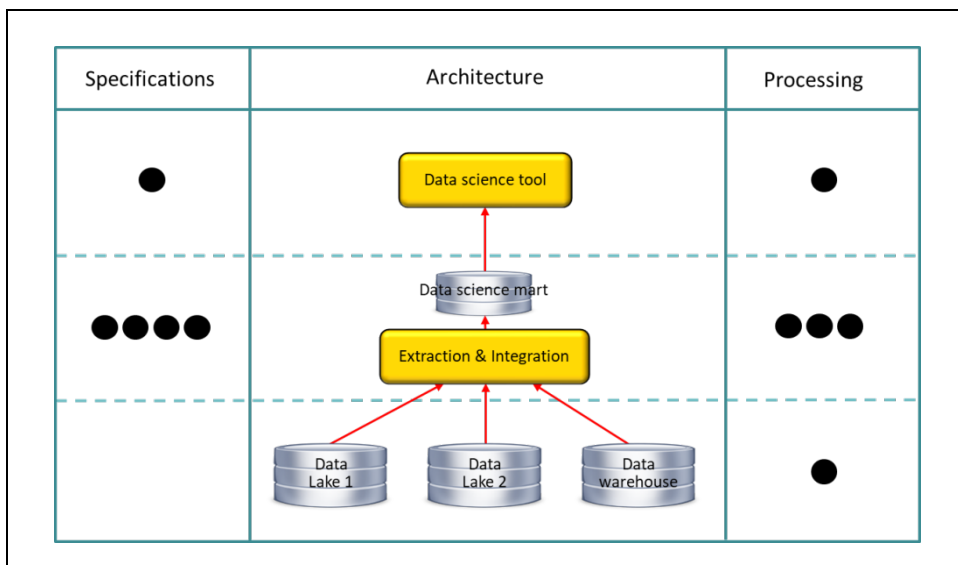 Specifications
Architecture
Processing
Data science tool
Data science mart
Extraction & Integration
Data
Lake 1
Data
Lake 2
Data
warehouse